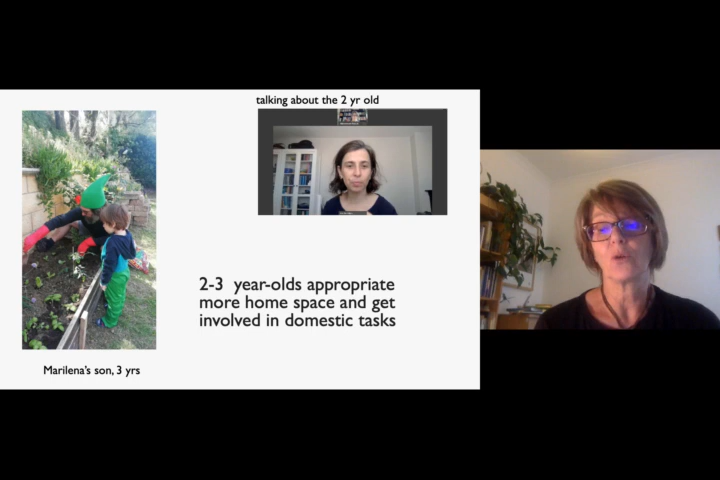 talking about the 2 yr old
2-3 year-olds appropriate
more home space and get
involved in domestic tasks
Marilena's son, 3 yrs